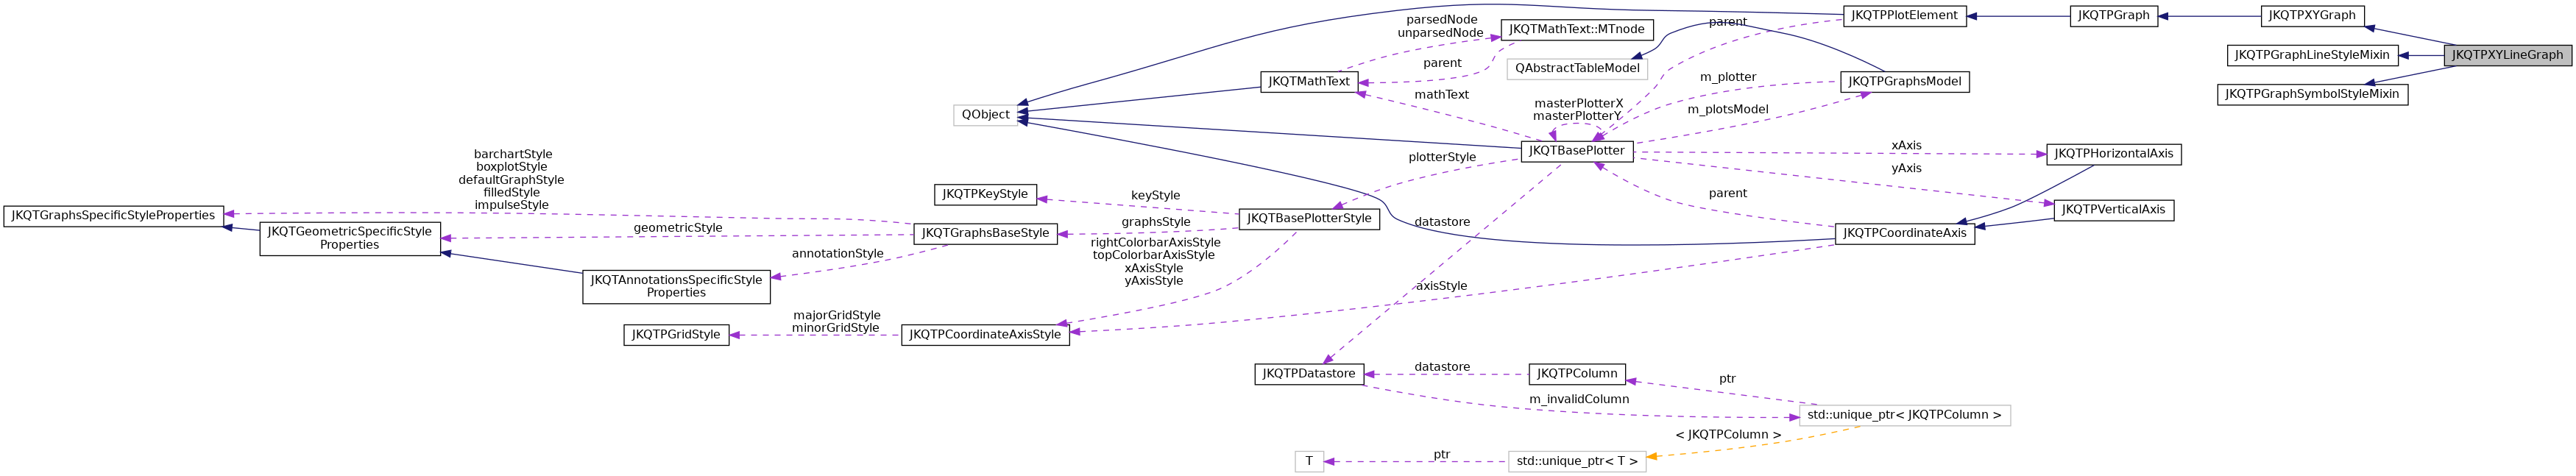 parsedNode
unparsedNode
JKQTMathText::MTnode
parent
JKQTPPlotElement
JKQTPGraph
JKQTPXYGraph
JKQTPGraphLineStyleMixin
JKQTPXYLineGraph
JKQTPGraphSymbolStyleMixin
parent
QAbstractTableModel
JKQTMathText
m_plotter
JKQTPGraphsModel
mathText
masterPlotterX
masterPlotterY
m_plotsModel
QObject
JKQTBasePlotter
xAxis
JKQTPHorizontalAxis
yAxis
JKQTPVerticalAxis
plotterStyle
parent
barchartStyle
boxplotStyle
defaultGraphStyle
filledStyle
impulseStyle
JKQTPKeyStyle
keyStyle
JKQTBasePlotterStyle
JKQTGraphsSpecificStyleProperties
JKQTGeometricSpecificStyle
Properties
geometricStyle
JKQTGraphsBaseStyle
graphsStyle
datastore
JKQTPCoordinateAxis
annotationStyle
rightColorbarAxisStyle
topColorbarAxisStyle
xAxisStyle
yAxisStyle
JKQTAnnotationsSpecificStyle
Properties
axisStyle
JKQTPGridStyle
majorGridStyle
minorGridStyle
JKQTPCoordinateAxisStyle
JKQTPDatastore
datastore
JKQTPColumn
ptr
m_invalidColumn
std::unique_ptr< JKQTPColumn >
< JKQTPColumn >
T
ptr
std::unique_ptr< T >